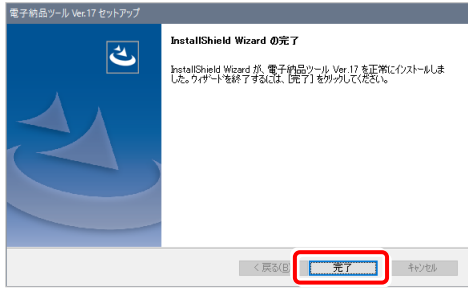 電子納品ツール Ver.17 セットアップ
InstallShield Wizard の完了
InstallShield Wizard が、電子納品ツール Ver.17 を正常にインストールしま
した。ウィザードを終了するには、[完了] をクリックしてください。
< 戻る(B)
完了
キャンセル